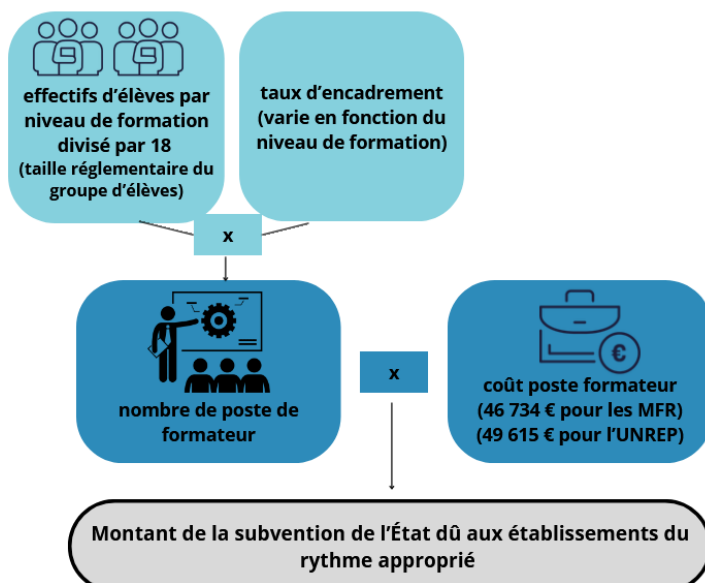 effectifs d'élèves par
niveau de formation
divisé par 18
(taille réglementaire du
groupe d'élèves)
taux d'encadrement
(varie en fonction du
niveau de formation)
x
nombre de poste de
formateur
x
€
coût poste formateur
(46 734 € pour les MFR)
(49 615 € pour l'UNREP)
Montant de la subvention de l'État dû aux établissements du
rythme approprié